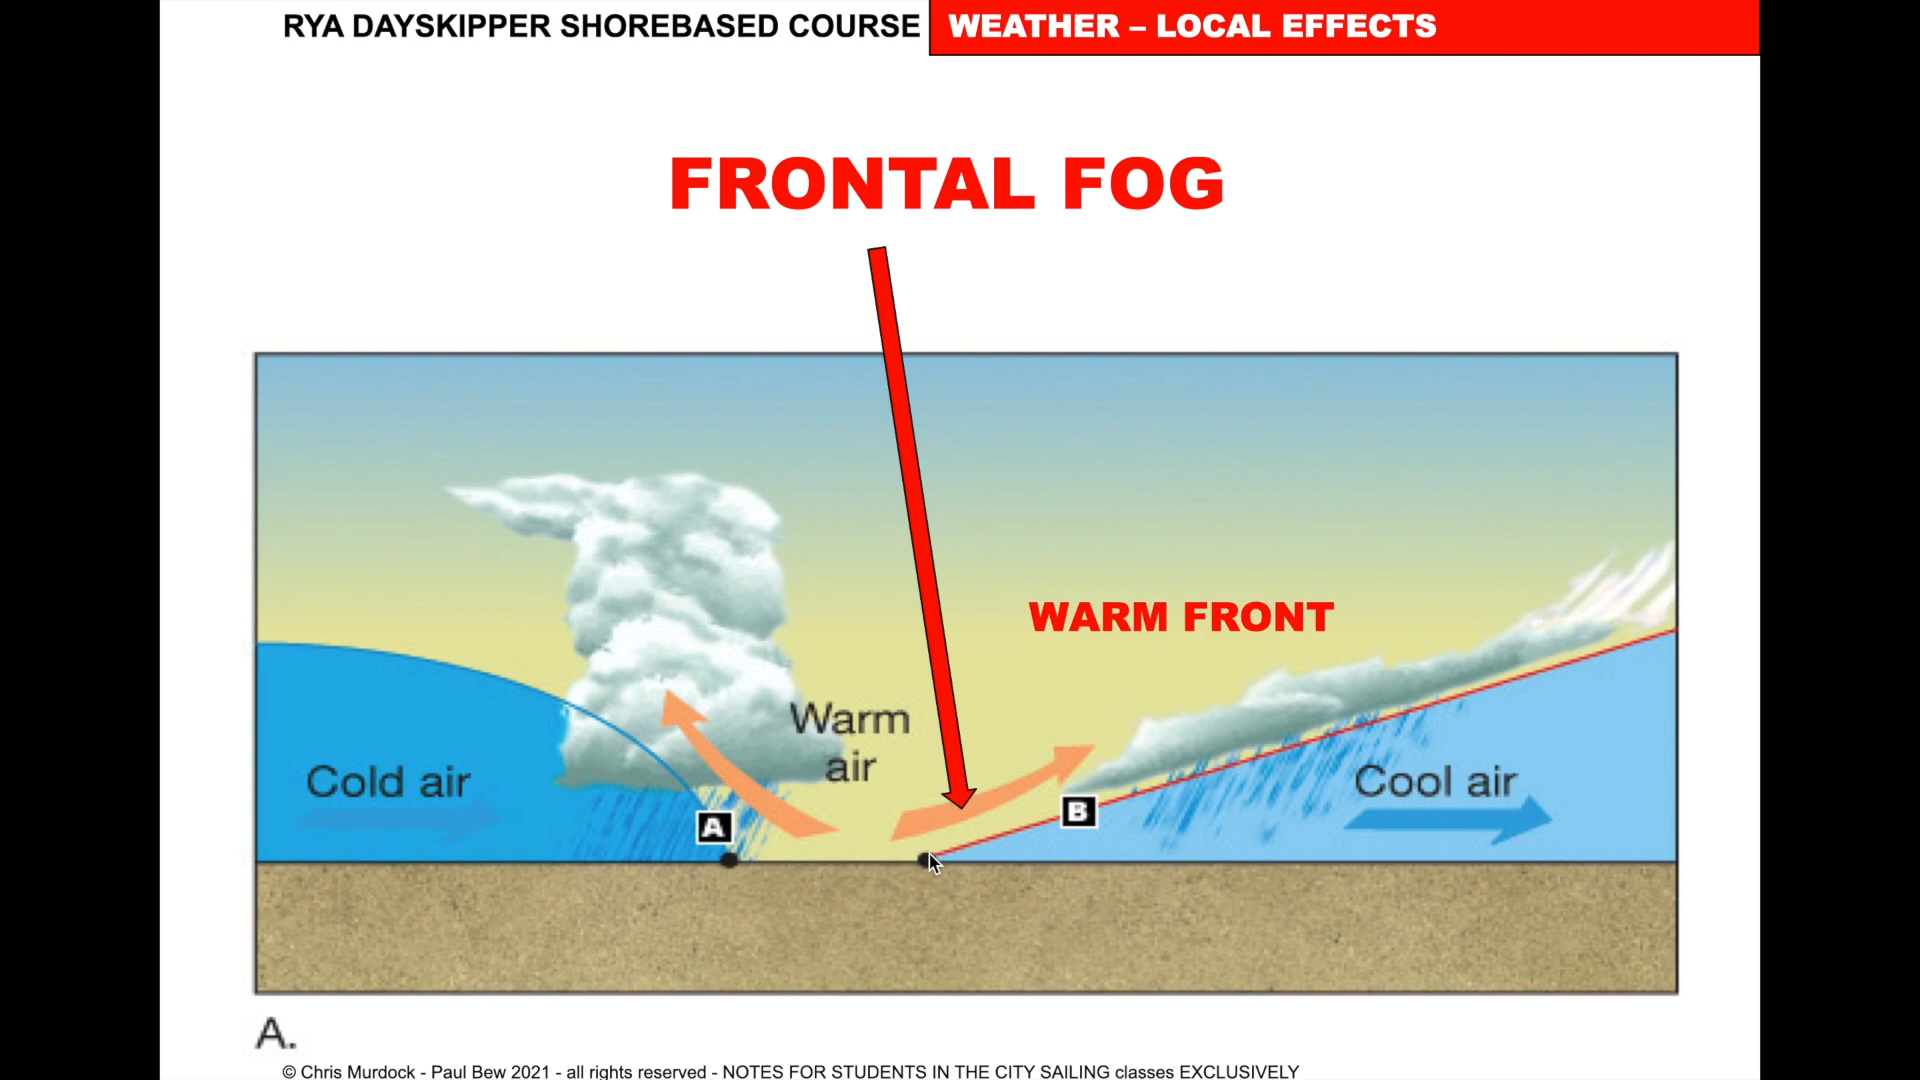 RYA DAYSKIPPER SHOREBASED COURSE WEATHER – LOCAL EFFECTS
FRONTAL FOG
WARM FRONT
Warm
air
Cold air
Cool air
A
B
A.
© Chris Murdock - Paul Bew 2021 - all rights reserved - NOTES FOR STUDENTS IN THE CITY SAILING classes EXCLUSIVELY